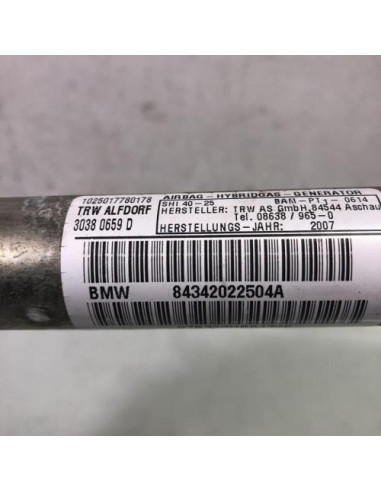 1025017780178
TRW ALFDORF
3038 0659 D
AIRBAG-HYBRIDGAS-GENERATOR
SHI 40-25 BAM-PT1-0614
HERSTELLER: TRW AS GmbH,84544 Aschau
Tel. 08638/965-0
HERSTELLUNGS-JAHR: 2007
BMW 84342022504A